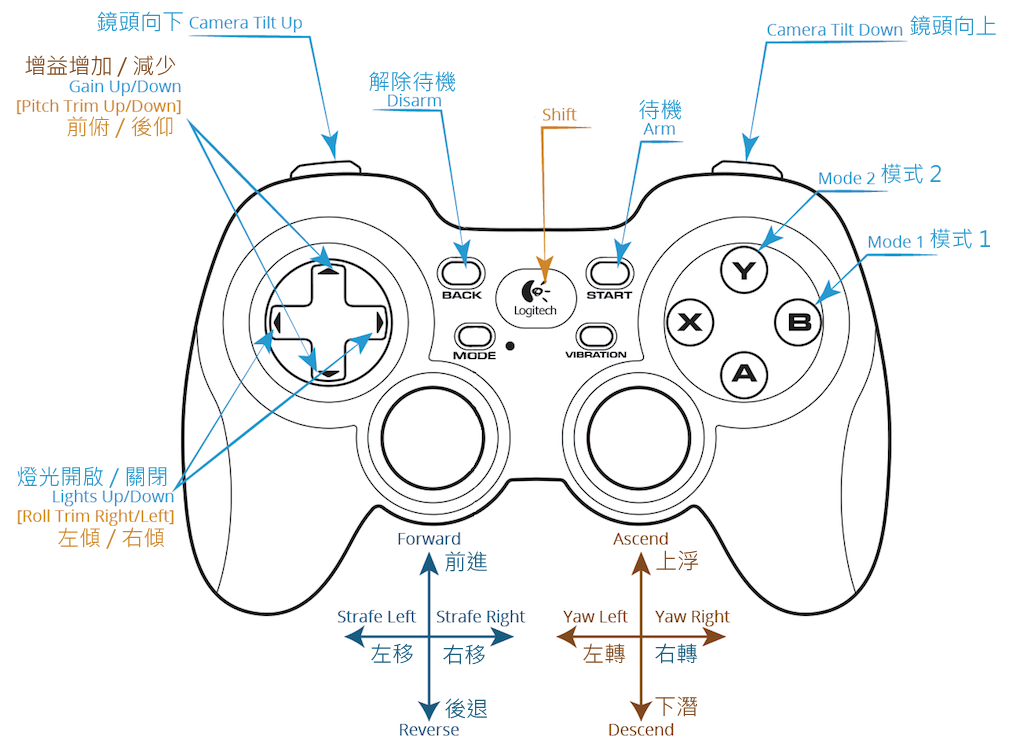 鏡頭向下 Camera Tilt Up
Camera Tilt Down 鏡頭向上
增益增加 / 減少
Gain Up/Down
[Pitch Trim Up/Down]
前俯 / 後仰
解除待機
Disarm
Shift
待機
Arm
Mode 2 模式 2
Mode 1 模式 1
BACK
Logitech
START
MODE
VIBRATION
Y
X
B
A
燈光開啟 / 關閉
Lights Up/Down
[Roll Trim Right/Left]
左傾 / 右傾
Forward
前進
Strafe Left
Strafe Right
左移
右移
後退
Reverse
Ascend
上浮
Yaw Left
Yaw Right
左轉
右轉
下潛
Descend